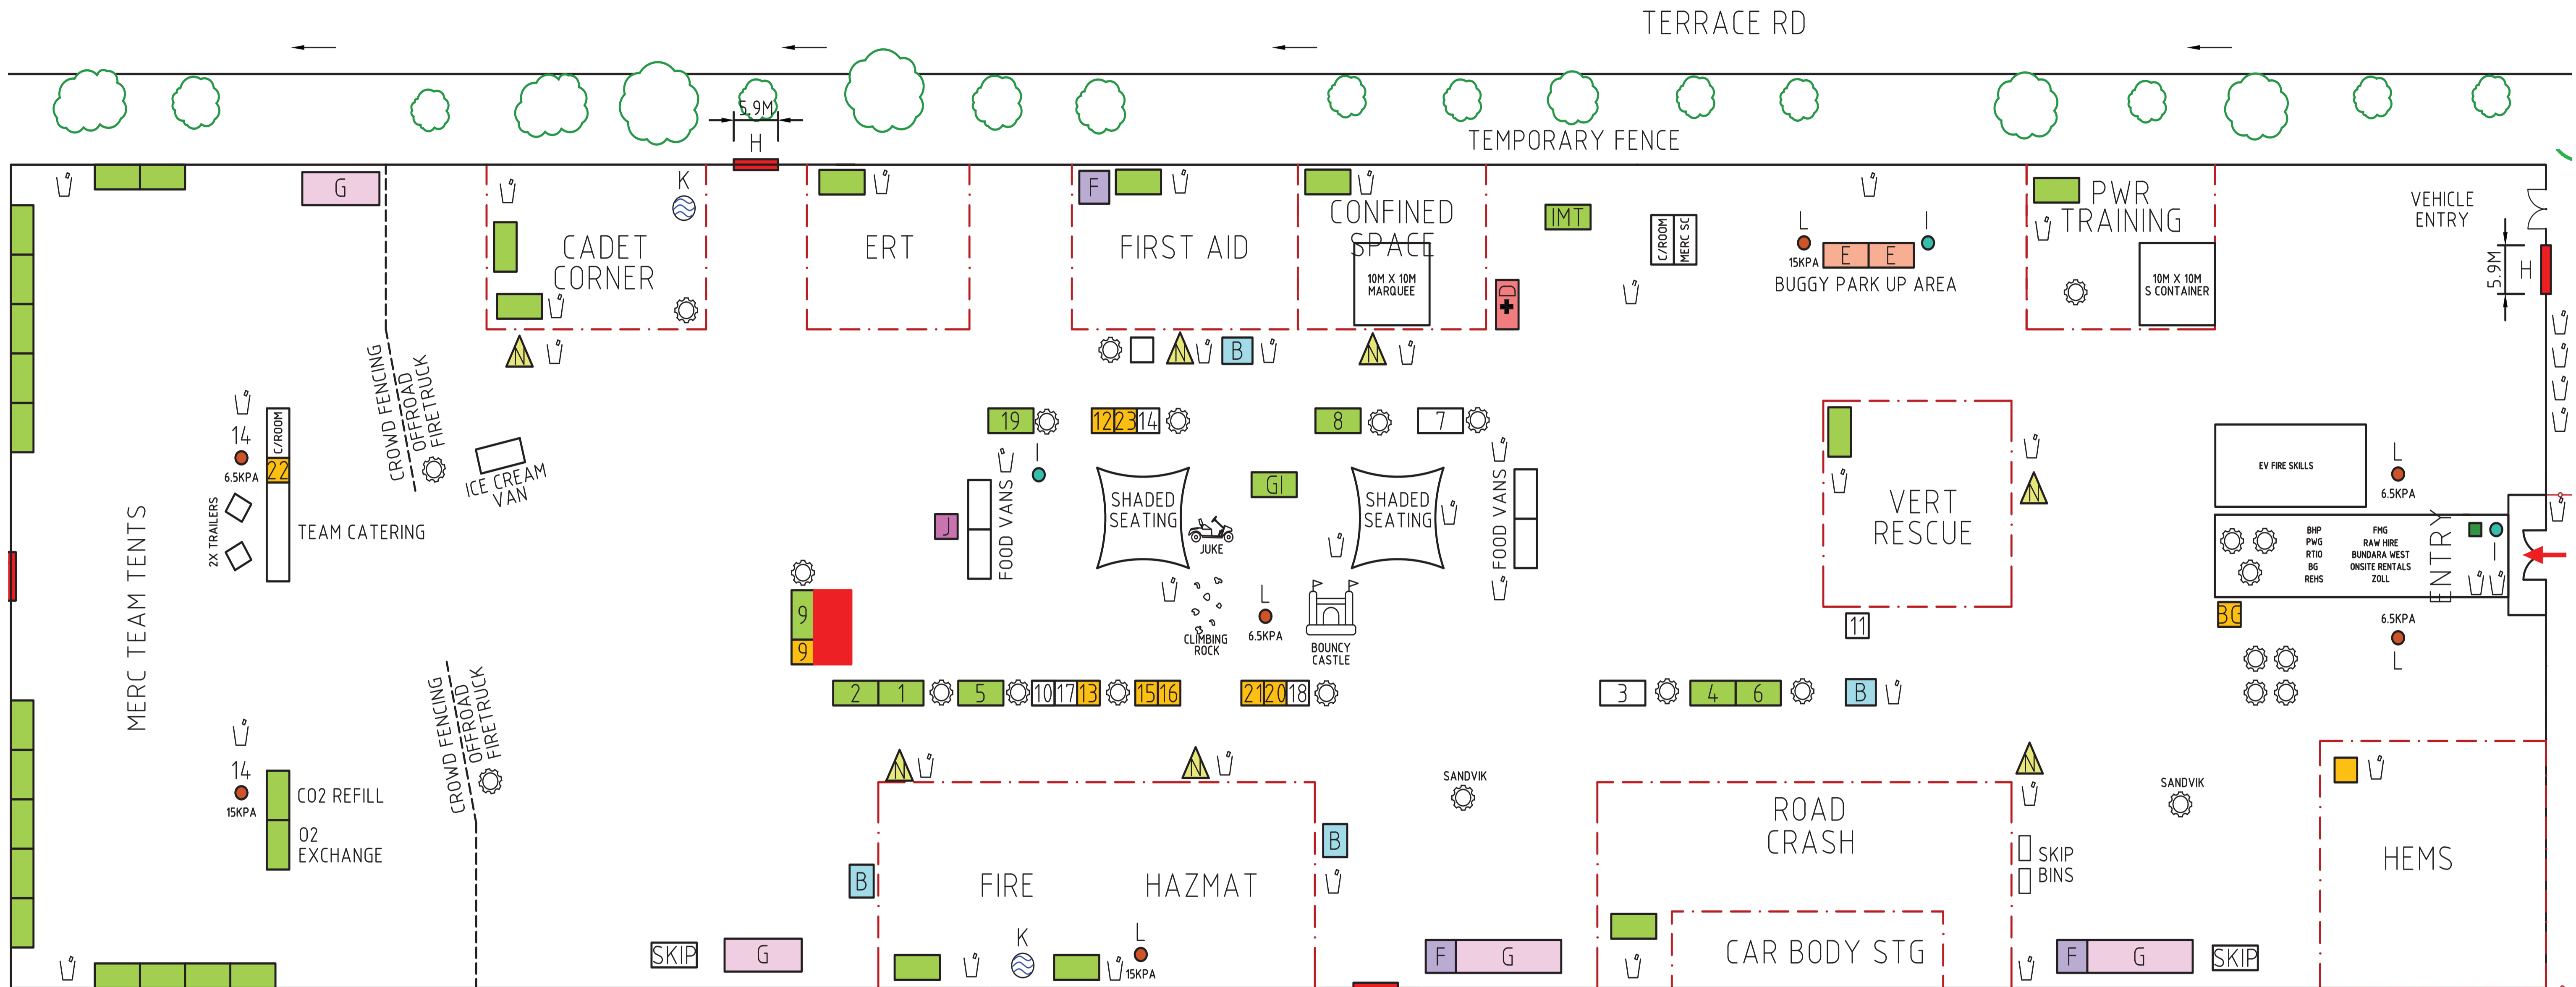 TERRACE RD
5.9M
H
TEMPORARY FENCE
G
K
CADET
CORNER
ERT
F
FIRST AID
CONFINED
SPACE
10M X 10M
MARQUEE
D
IMT
C/ROOM
MERC SC
L
15KPA
E
E
I
BUGGY PARK UP AREA
PWR
TRAINING
10M X 10M
S CONTAINER
VEHICLE
ENTRY
5.9M
H
N
N
B
N
CROWD FENCING
OFFROAD
FIRETRUCK
14
6.5KPA
C/ROOM
22
2X TRAILERS
TEAM CATERING
MERC TEAM TENTS
ICE CREAM
VAN
19
12
23
14
8
7
I
J
FOOD VANS
SHADED
SEATING
GI
JUKE
SHADED
SEATING
FOOD VANS
CLIMBING
ROCK
L
6.5KPA
BOUNCY
CASTLE
VERT
RESCUE
N
11
EV FIRE SKILLS
L
6.5KPA
BHP
PWG
RTIO
BG
REHS
FMG
RAW HIRE
BUNDARA WEST
ONSITE RENTALS
ZOLL
ENTRY
I
BG
6.5KPA
L
9
9
2
1
5
10
17
13
15
16
21
20
18
3
4
6
B
CROWD FENCING
OFFROAD
FIRETRUCK
14
15KPA
CO2 REFILL
O2
EXCHANGE
N
N
SANDVIK
N
SANDVIK
B
B
FIRE
HAZMAT
K
L
15KPA
SKIP
G
F
G
ROAD
CRASH
CAR BODY STG
SKIP
BINS
F
G
SKIP
HEMS